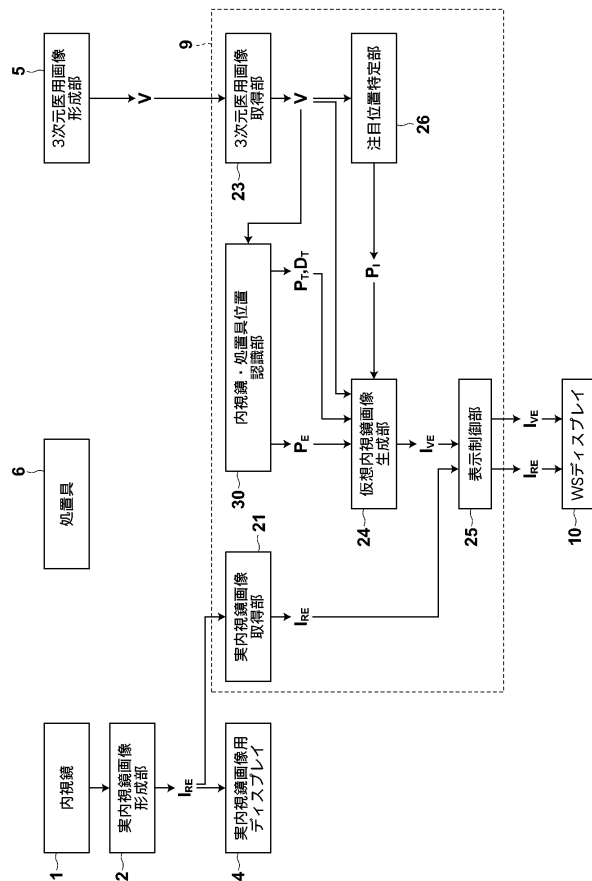 内視鏡
1
実内視鏡画像
形成部
2
I_RE
実内視鏡画像用
ディスプレイ
4
処置具
6
3次元医用画像
形成部
5
V
9
実内視鏡画像
取得部
21
I_RE
内視鏡・処置具位置
認識部
30
P_E
P_T,D_T
3次元医用画像
取得部
23
V
注目位置特定部
26
P_I
仮想内視鏡画像
生成部
24
I_VE
表示制御部
25
I_RE
I_VE
WSディスプレイ
10